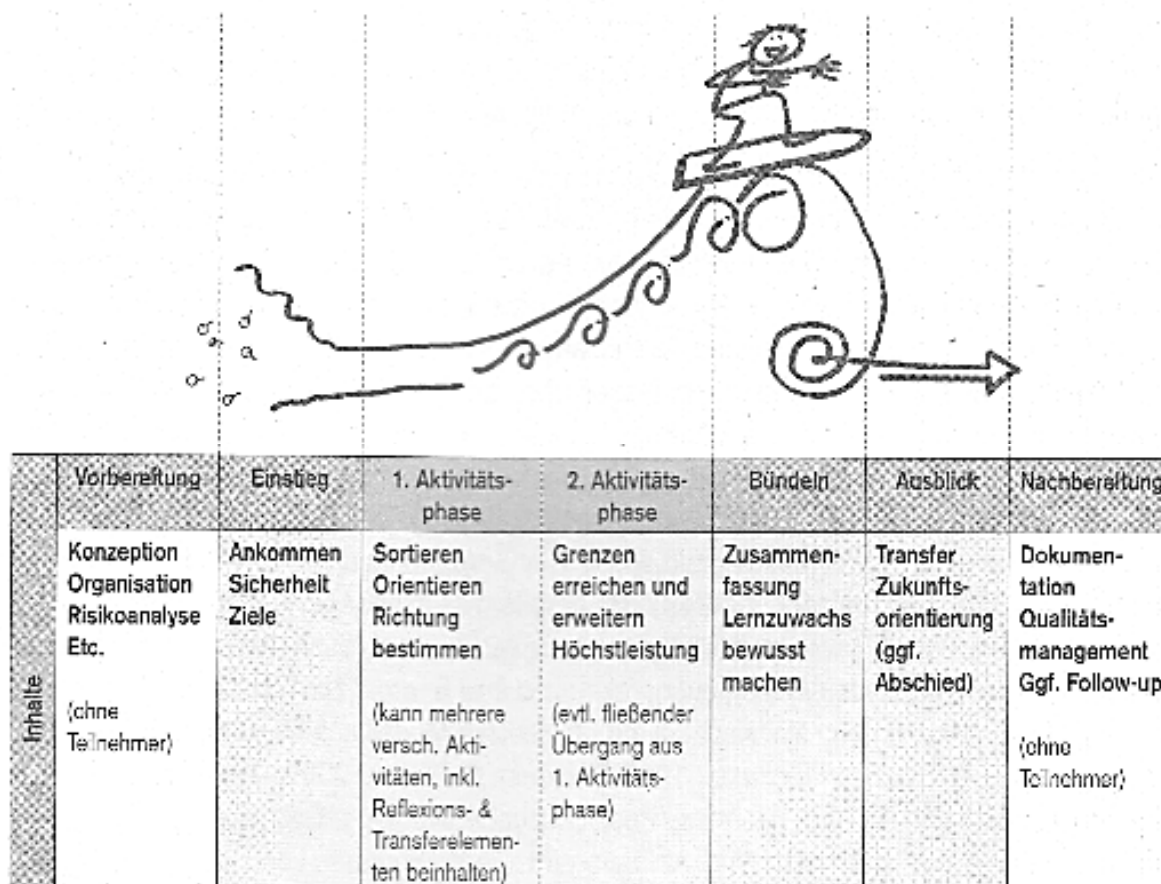 Vorbereitung
Einstieg
1. Aktivitäts-
phase
2. Aktivitäts-
phase
Bündeln
Ausblick
Nachbereitung
Inhalte
Konzeption
Organisation
Risikoanalyse
Etc.
(ohne
Teilnehmer)
Ankommen
Sicherheit
Ziele
Sortieren
Orientieren
Richtung
bestimmen
(kann mehrere
versch. Akti-
vitäten, inkl.
Reflexions- &
Transferelemen-
ten beinhalten)
Grenzen
erreichen und
erweitern
Höchstleistung
(evtl. fließender
Übergang aus
1. Aktivitäts-
phase)
Zusammen-
fassung
Lernzuwachs
bewusst
machen
Transfer
Zukunfts-
orientierung
(ggf.
Abschied)
Dokumen-
tation
Qualitäts-
management
Ggf. Follow-up
(ohne
Teilnehmer)